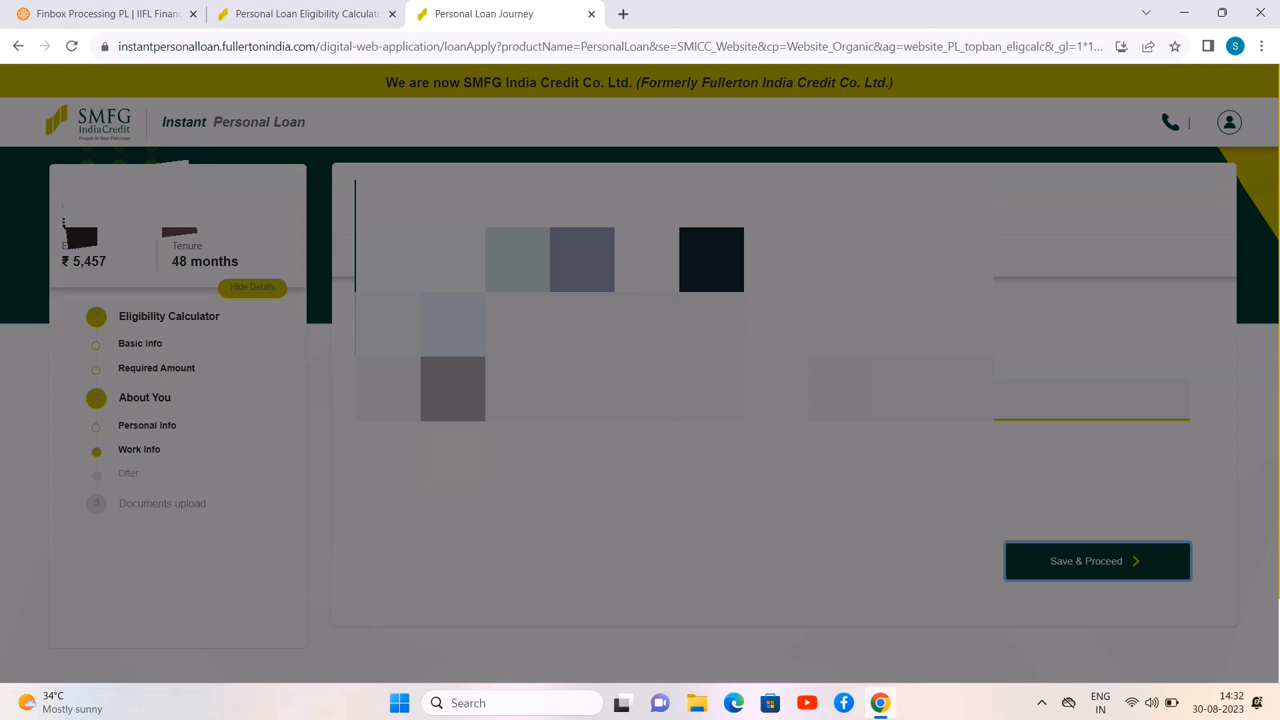 Finbox Processing PL | IIFL Financ
Personal Loan Eligibility Calculato
Personal Loan Journey
instantpersonalloan.fullertonindia.com/digital-web-application/loanApply?productName=PersonalLoan&se=SMICC_Website&cp=Website_Organic&ag=website_PL_topban_eligcalc&_gl=1*1...
S
We are now SMFG India Credit Co. Ltd. (Formerly Fullerton India Credit Co. Ltd.)
SMFG
IndiaCredit
Instant Personal Loan
Tenure
₹ 5,457
48 months
Hide Details
Eligibility Calculator
Basic Info
Required Amount
About You
Personal Info
Work Info
Offer
3 Documents upload
Save & Proceed
34°C
Mostly sunny
Search
ENG
IN
14:32
30-08-2023